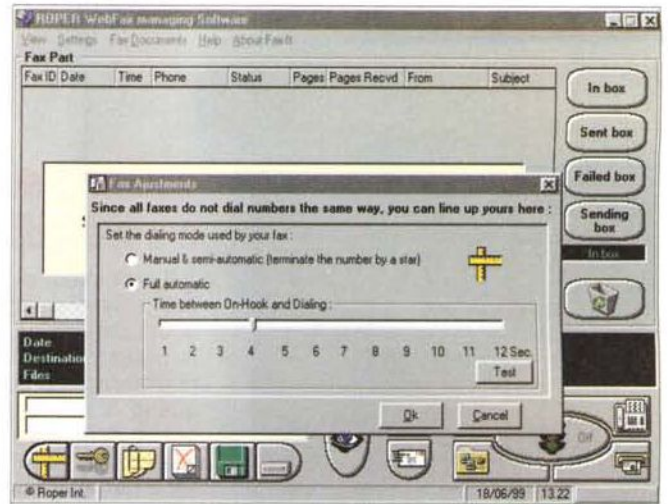 ROPER WebFax managing Software
View Settings Fax Documents Help About Fax-It
Fax Part
Fax ID Date Time Phone Status Pages Pages Recvd From Subject
In box
Sent box
Failed box
Fax Ajustments
Since all faxes do not dial numbers the same way, you can line up yours here :
Set the dialing mode used by your fax :
Manual & semi-automatic (terminate the number by a star)
Full automatic
Time between On-Hook and Dialing :
1 2 3 4 5 6 7 8 9 10 11 12 Sec.
Test
Ok Cancel
Sending box
In box
Date
Destination
Files
Off
© Roper Int. 18/06/99 13.22